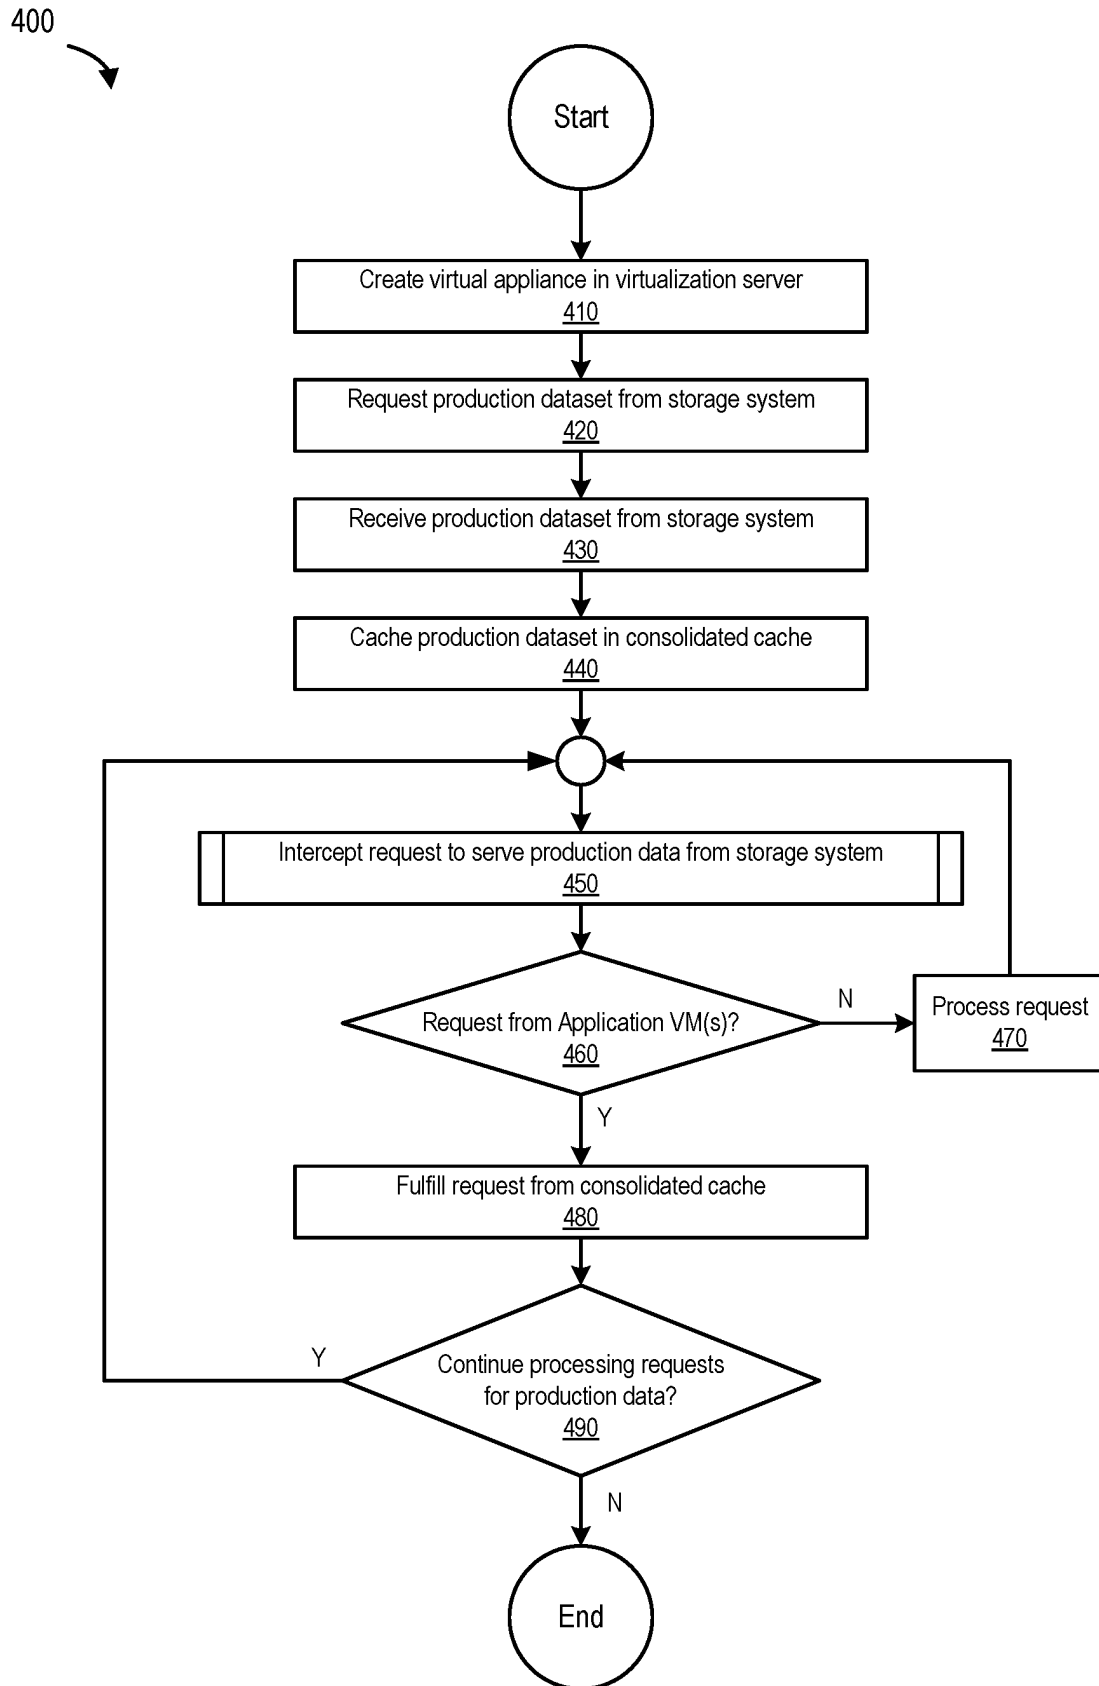 400
Start
Create virtual appliance in virtualization server
410
Request production dataset from storage system
420
Receive production dataset from storage system
430
Cache production dataset in consolidated cache
440
Intercept request to serve production data from storage system
450
Request from Application VM(s)?
460
N
Process request
470
Y
Fulfill request from consolidated cache
480
Y
Continue processing requests
for production data?
490
N
End